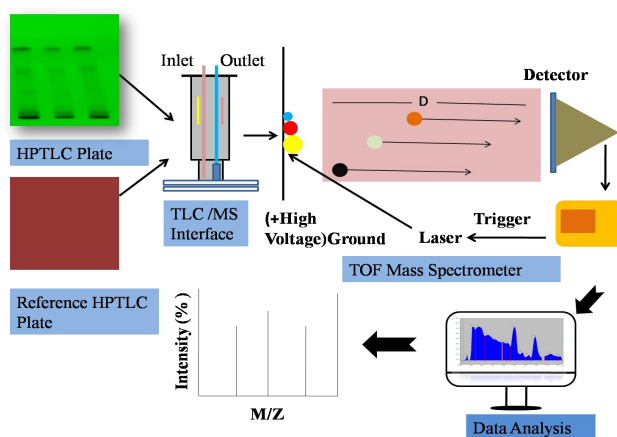 Inlet Outlet
HPTLC Plate
TLC /MS
Interface
Reference HPTLC
Plate
(+High
Voltage)Ground
D
Detector
Trigger
Laser
TOF Mass Spectrometer
Intensity(% )
M/Z
Data Analysis